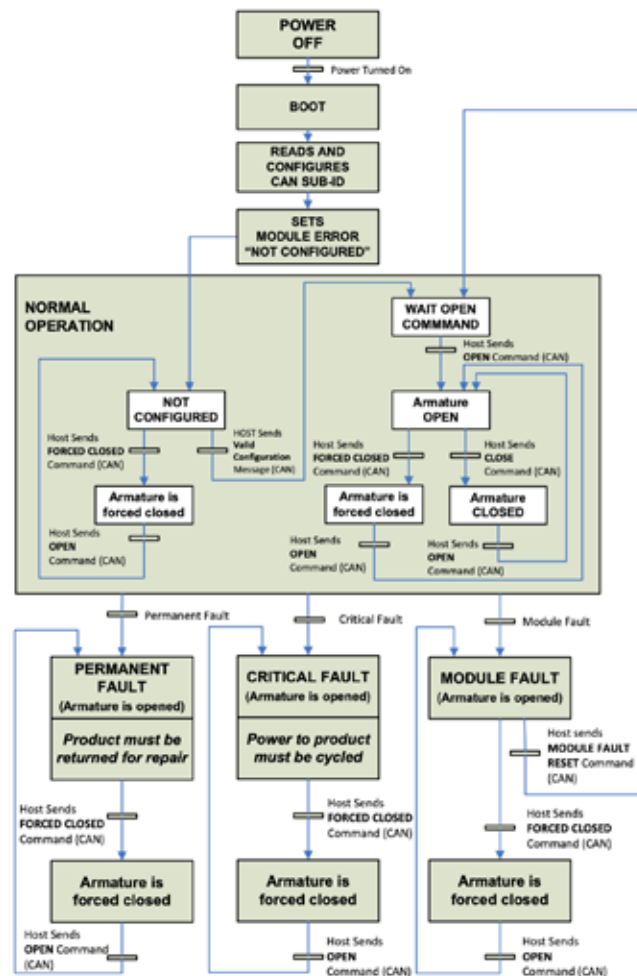 POWER
OFF
Power Turned On
BOOT
READS AND
CONFIGURES
CAN SUB-ID
SETS
MODULE ERROR
"NOT CONFIGURED"
NORMAL
OPERATION
WAIT OPEN
COMMMAND
Host Sends
OPEN Command (CAN)
NOT
CONFIGURED
Armature
OPEN
Host Sends
FORCED CLOSED
Command (CAN)
HOST Sends
Valid
Configuration
Message (CAN)
Host Sends
FORCED CLOSED
Command (CAN)
Host Sends
CLOSE
Command (CAN)
Armature is
forced closed
Armature is
forced closed
Armature
CLOSED
Host Sends
OPEN
Command (CAN)
Host Sends
OPEN
Command (CAN)
Host Sends
OPEN
Command (CAN)
Permanent Fault
Critical Fault
Module Fault
PERMANENT
FAULT
(Armature is opened)
Product must be
returned for repair
CRITICAL FAULT
(Armature is opened)
Power to product
must be cycled
MODULE FAULT
(Armature is opened)
Host sends
MODULE FAULT
RESET Command
(CAN)
Host Sends
FORCED CLOSED
Command (CAN)
Host Sends
FORCED CLOSED
Command (CAN)
Host Sends
FORCED CLOSED
Command (CAN)
Armature is
forced closed
Armature is
forced closed
Armature is
forced closed
Host Sends
OPEN Command
(CAN)
Host Sends
OPEN
Command (CAN)
Host Sends
OPEN
Command (CAN)